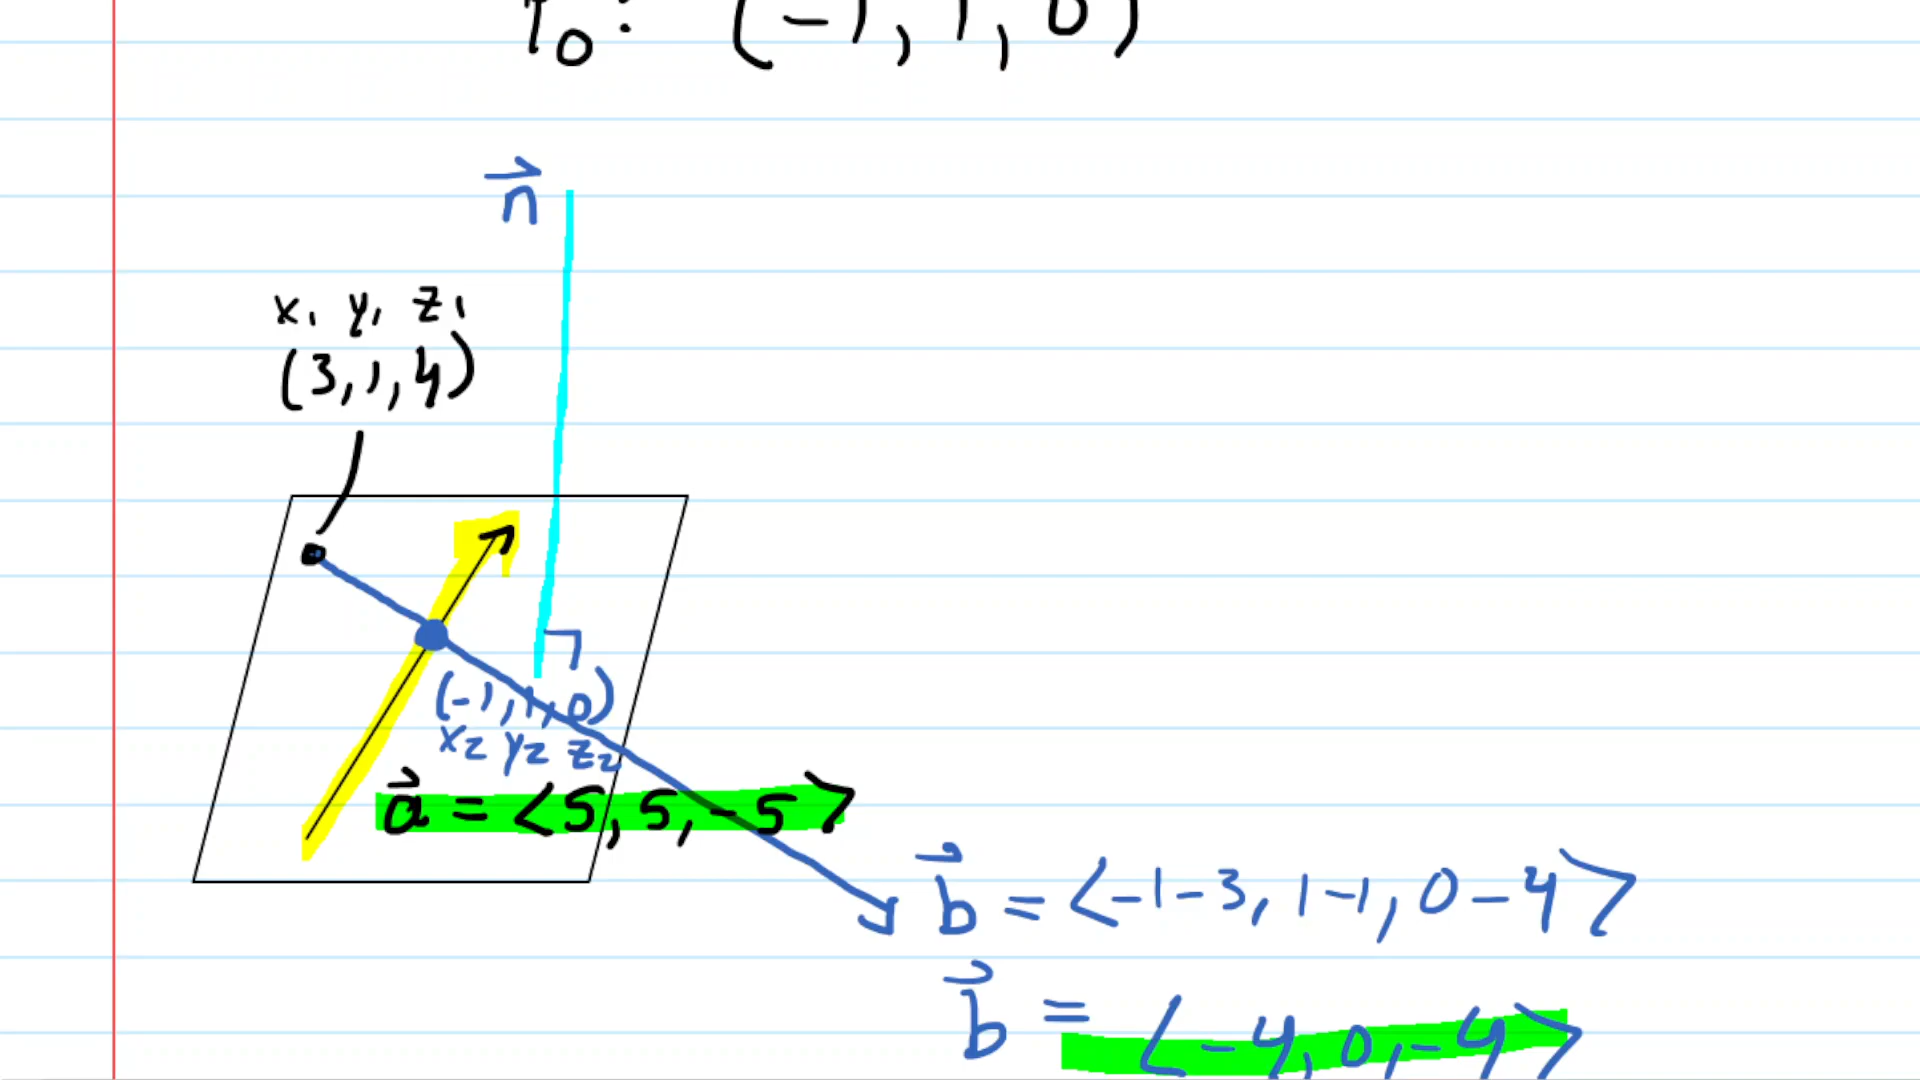 P₀: (-1, 1, 0)
n⃗
x₁ y₁ z₁
(3, 1, 4)
(-1, 1, 0)
x₂ y₂ z₂
a⃗ = <5, 5, -5>
b⃗ = <-1-3, 1-1, 0-4>
b⃗ = <-4, 0, -4>